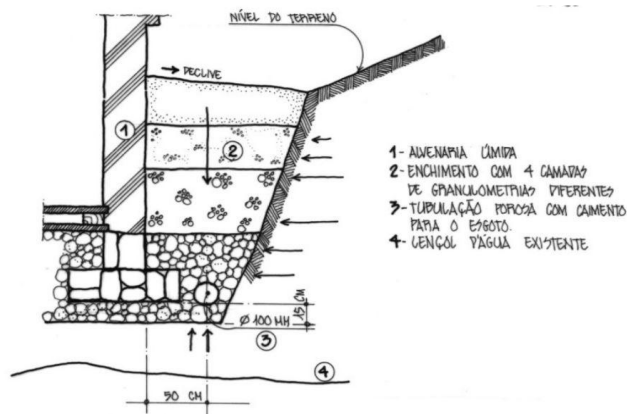 NÍVEL DO TERRENO
→ DECLIVE
1
2
1- ALVENARIA ÚMIDA
2- ENCHIMENTO COM 4 CAMADAS
DE GRANULOMETRIAS DIFERENTES
3- TUBULAÇÃO POROSA COM CAIMENTO
PARA O ESGOTO.
4- LENÇOL D'ÁGUA EXISTENTE
15 CM
Ø 100 MM
3
4
50 CM